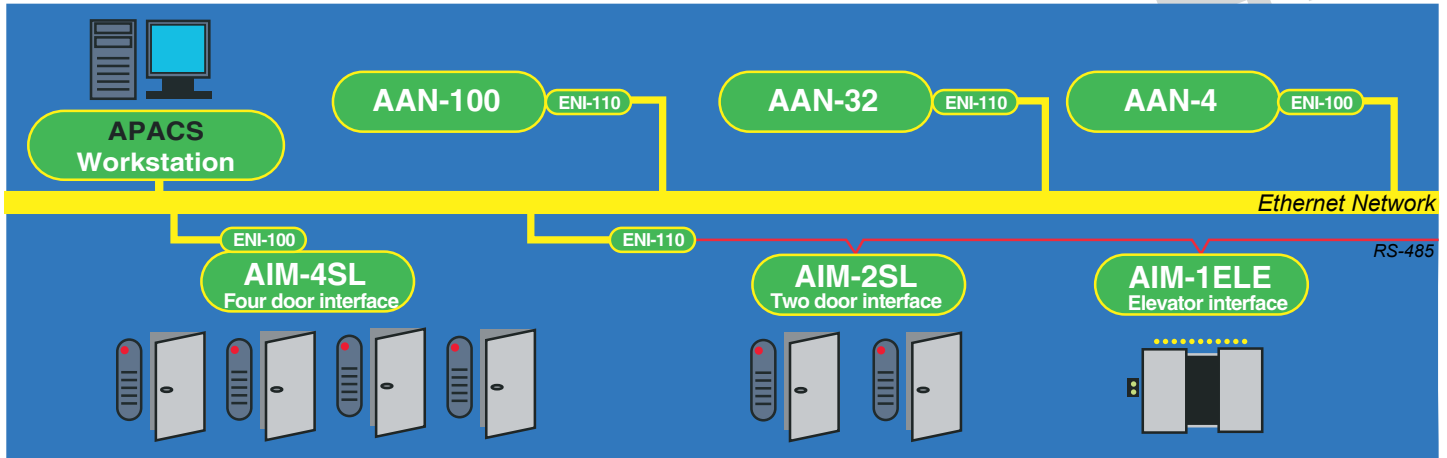 APACS
Workstation
AAN-100
ENI-110
AAN-32
ENI-110
AAN-4
ENI-100
Ethernet Network
ENI-100
AIM-4SL
Four door interface
ENI-110
RS-485
AIM-2SL
Two door interface
AIM-1ELE
Elevator interface